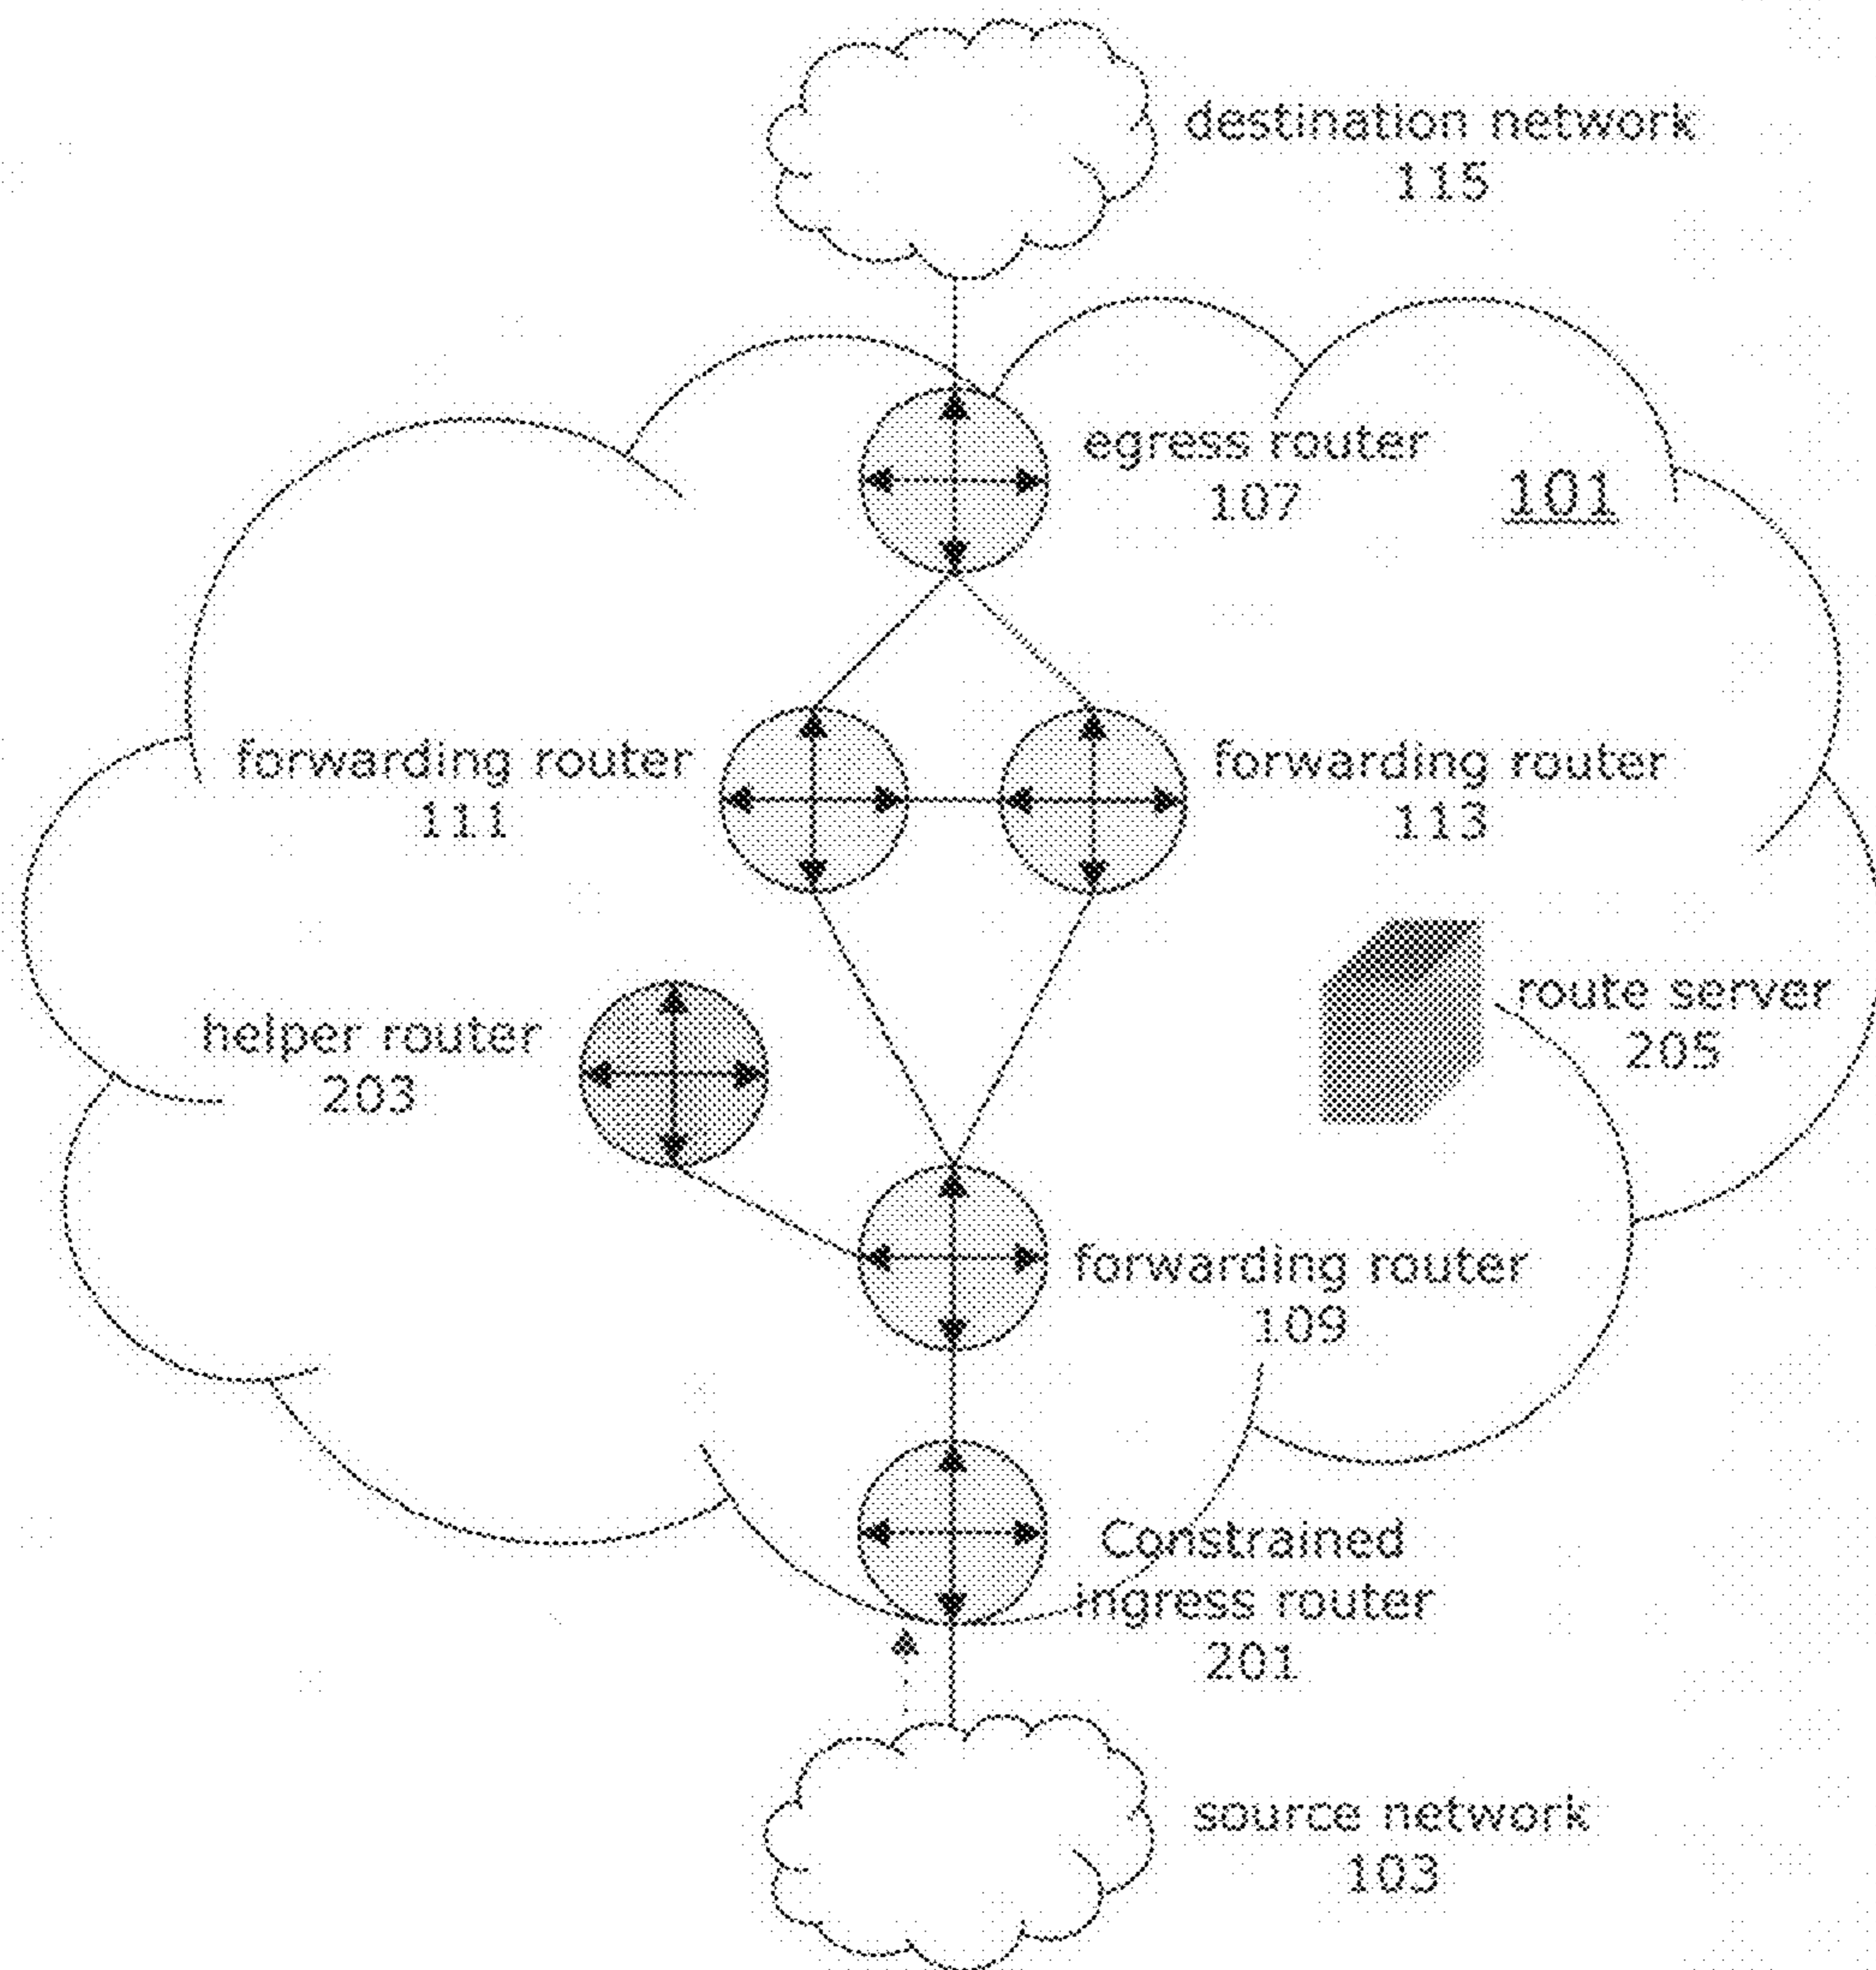 destination network
115
egress router
107
101
forwarding router
111
forwarding router
113
helper router
203
route server
205
forwarding router
109
Constrained
ingress router
201
source network
103